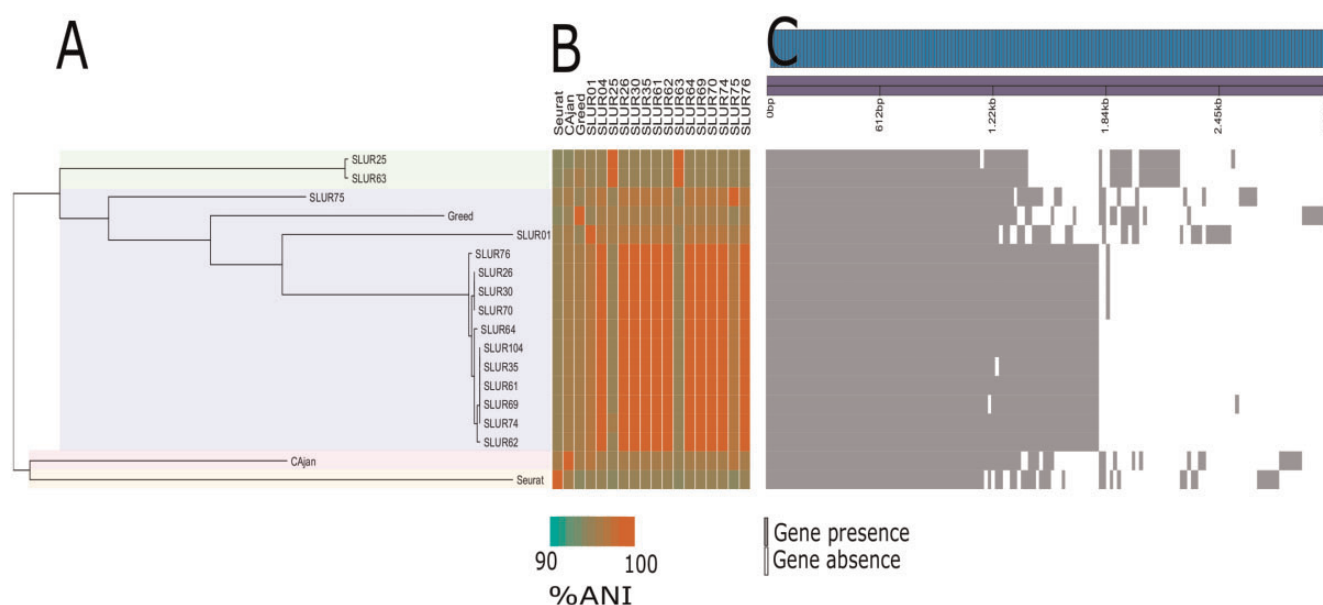 A
B
C
Seurat
CAjan
Greed
SLUR01
SLUR04
SLUR25
SLUR26
SLUR30
SLUR35
SLUR61
SLUR62
SLUR63
SLUR64
SLUR69
SLUR70
SLUR74
SLUR75
SLUR76
0bp
612bp
1.22kb
1.84kb
2.45kb
SLUR25
SLUR63
SLUR75
Greed
SLUR01
SLUR76
SLUR26
SLUR30
SLUR70
SLUR64
SLUR104
SLUR35
SLUR61
SLUR69
SLUR74
SLUR62
CAjan
Seurat
90 100
%ANI
Gene presence
Gene absence